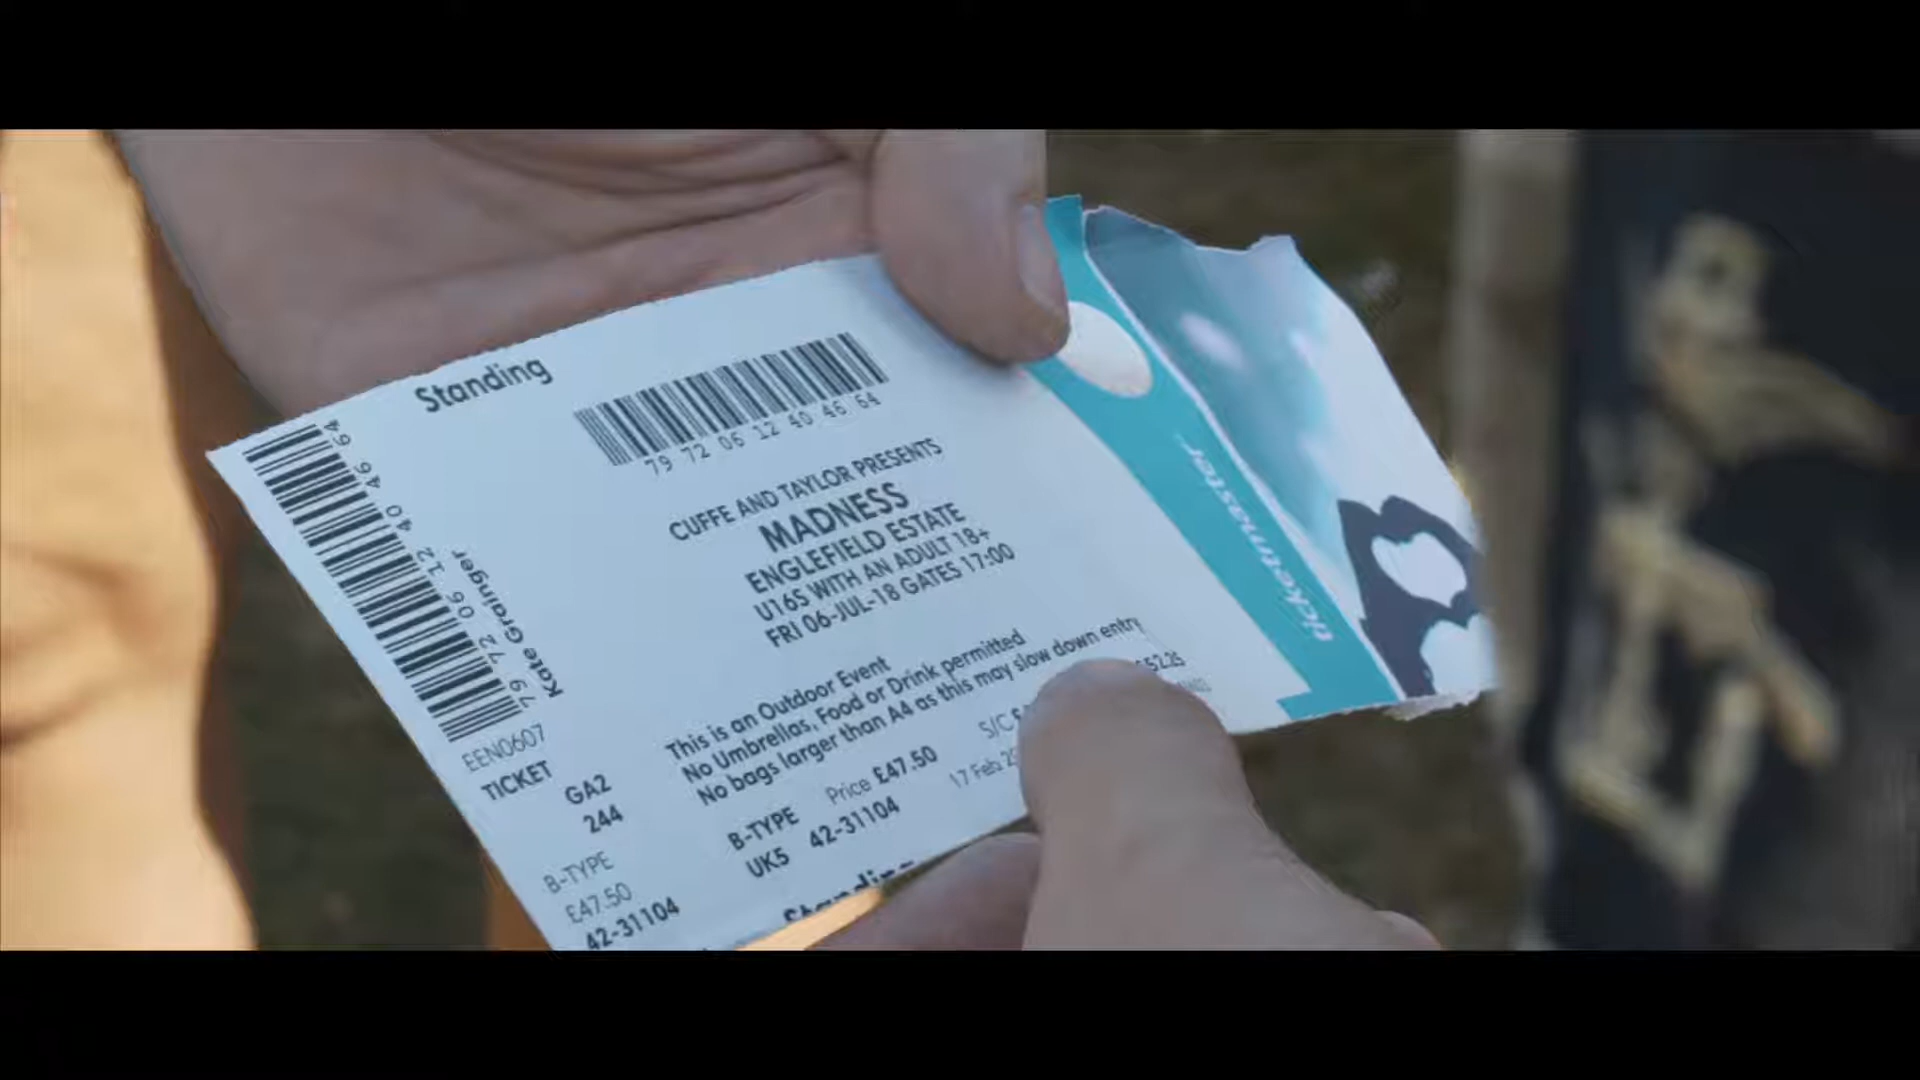 Standing
79 72 06 12 40 46 64
79 72 06 12 40 46 64
Kate Grainger
CUFFE AND TAYLOR PRESENTS
MADNESS
ENGLEFIELD ESTATE
U16S WITH AN ADULT 18+
FRI 06-JUL-18 GATES 17:00
This is an Outdoor Event
No Umbrellas, Food or Drink permitted
No bags larger than A4 as this may slow down entry
EEN0607
TICKET
GA2
244
B-TYPE
£47.50
42-31104
B-TYPE Price £47.50 S/C
UK5 42-31104 17 Feb
Standing
ticketmaster